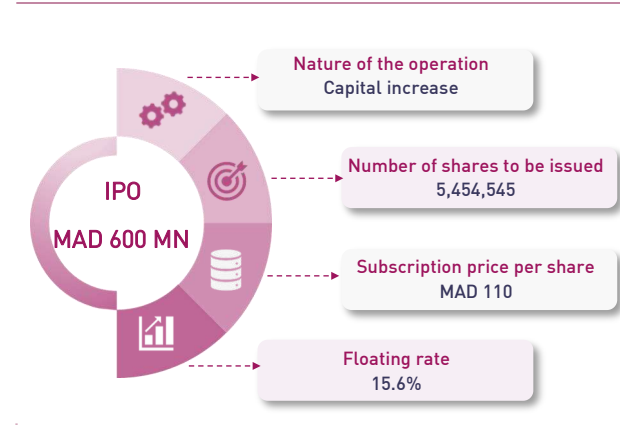 IPO
MAD 600 MN
Nature of the operation
Capital increase
Number of shares to be issued
5,454,545
Subscription price per share
MAD 110
Floating rate
15.6%